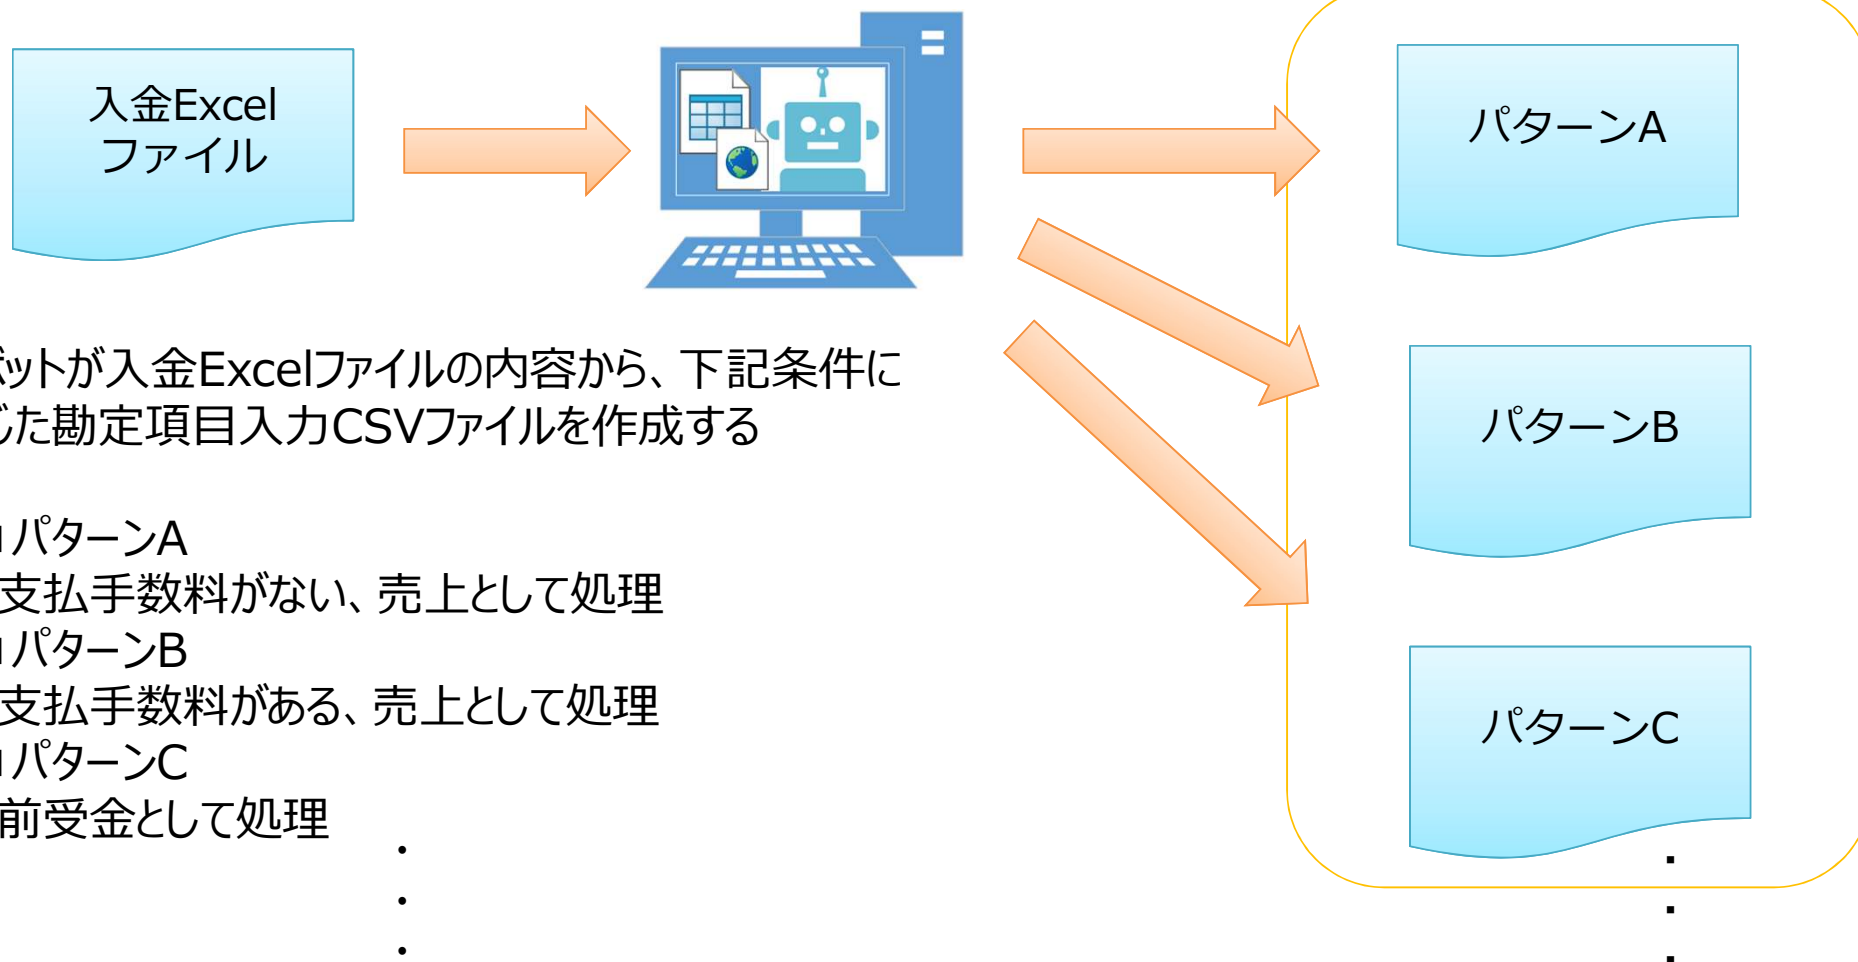 入金Excel
ファイル
パターンA
パターンB
パターンC
ボットが入金Excelファイルの内容から、下記条件に
じた勘定項目入力CSVファイルを作成する
パターンA
支払手数料がない、売上として処理
パターンB
支払手数料がある、売上として処理
パターンC
前受金として処理
・
・
・
・
・
・